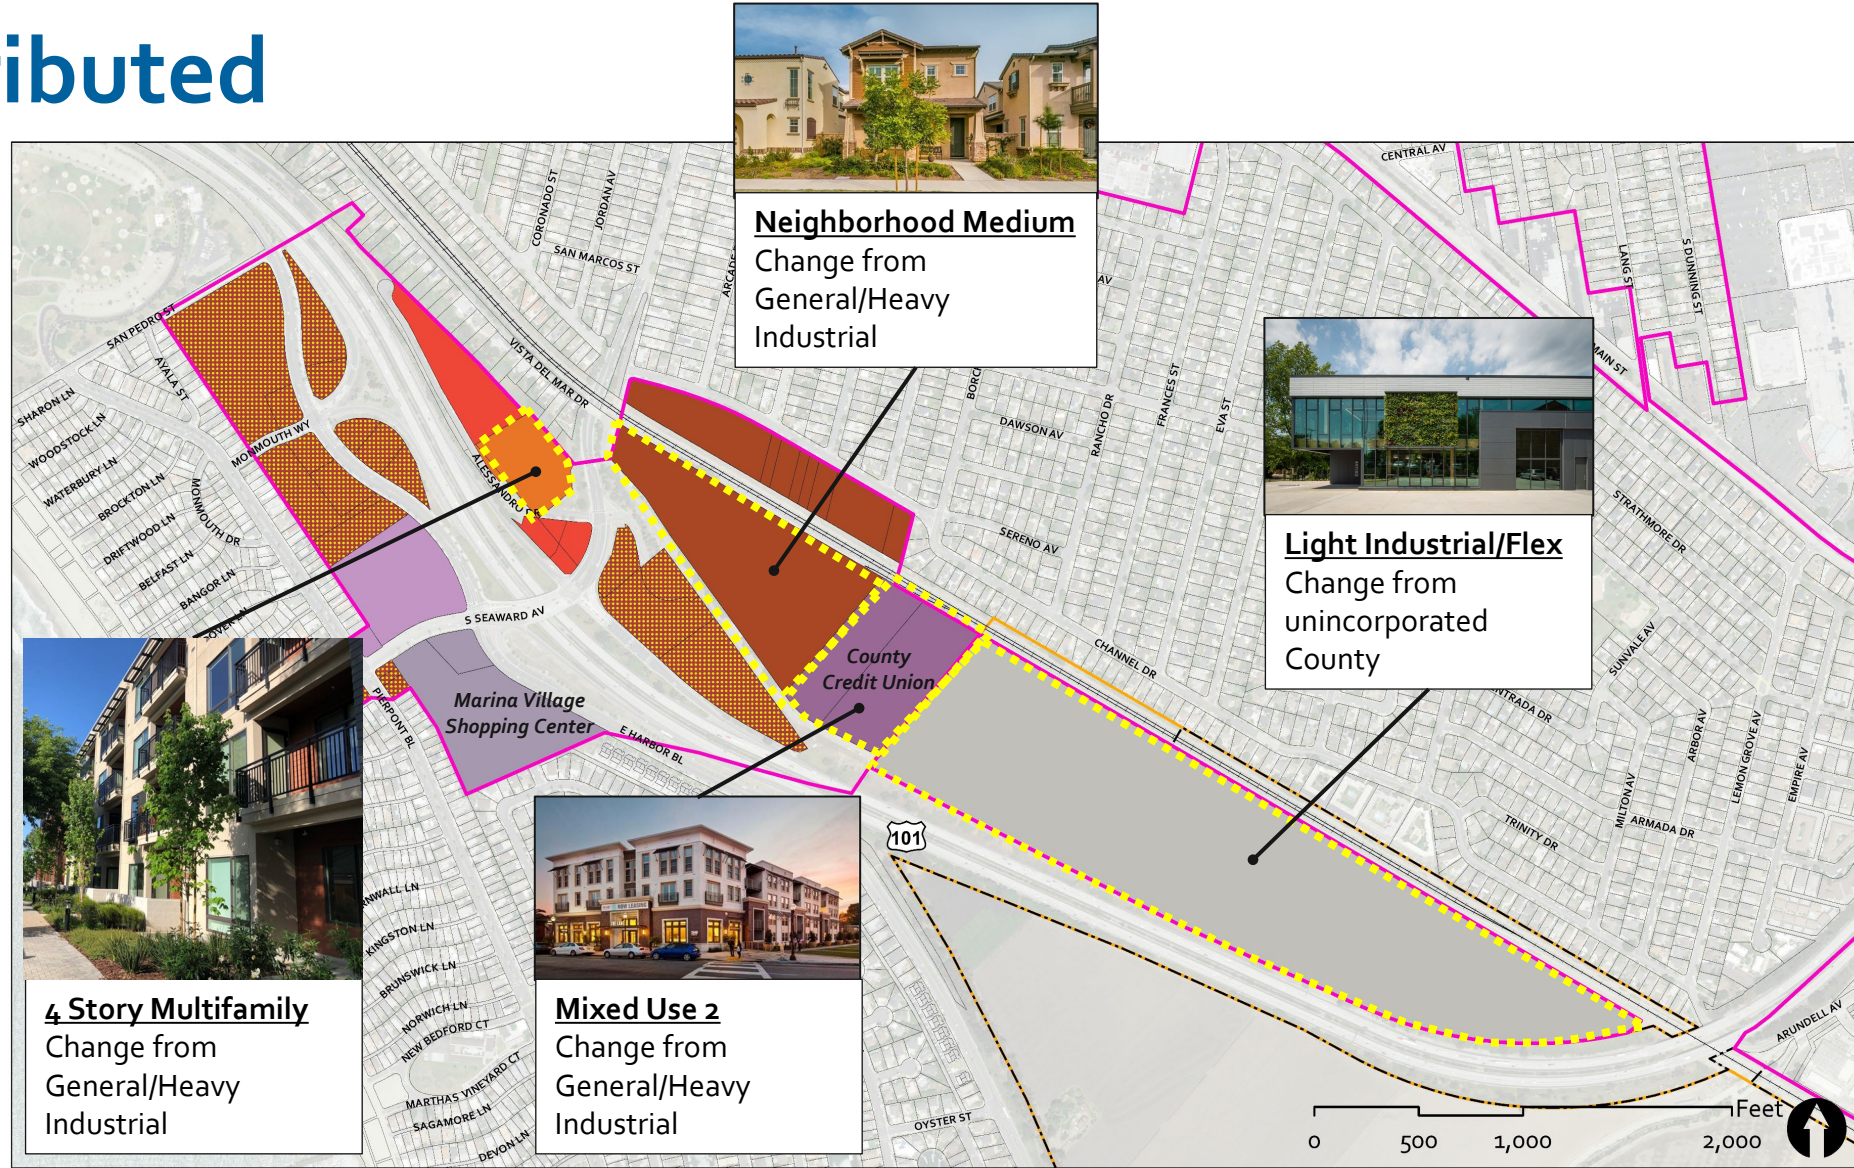 ributed
Neighborhood Medium
Change from
General/Heavy
Industrial
Light Industrial/Flex
Change from
unincorporated
County
4 Story Multifamily
Change from
General/Heavy
Industrial
Mixed Use 2
Change from
General/Heavy
Industrial
NOW LEASING
County
Credit Union
Marina Village
Shopping Center
CENTRAL AV
CORONADO ST
JORDAN AV
SAN MARCOS ST
LANG ST
S DUNNING ST
AV
SAN PEDRO ST
AYALA ST
VISTA DEL MAR DR
MAIN ST
SHARON LN
WOODSTOCK LN
WATERBURY LN
BROCKTON LN
DRIFTWOOD LN
BELFAST LN
BANGOR LN
MONMOUTH WY
MONMOUTH DR
DAWSON AV
RANCHO DR
FRANCES ST
EVA ST
SERENO AV
STRATHMORE DR
S SEAWARD AV
CHANNEL DR
SUNVALE AV
PIERPONT BL
E HARBOR BL
ARBOR AV
LEMON GROVE AV
EMPIRE AV
MILTON AV
ARMADA DR
TRINITY DR
101
KINGSTON LN
BRUNSWICK LN
NORWICH LN
NEW BEDFORD CT
MARTHAS VINEYARD CT
SAGAMORE LN
DEVON LN
OYSTER ST
ARUNDELL AV
Feet
0 500 1,000 2,000